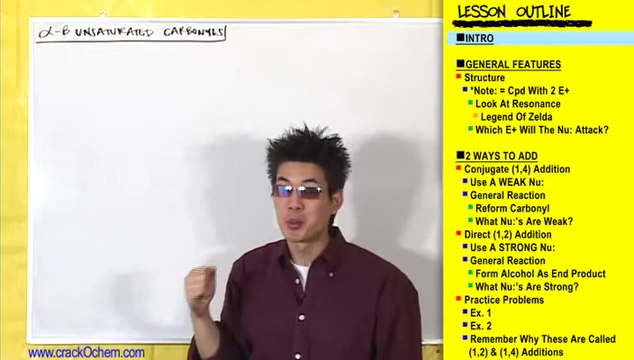 α-β UNSATURATED CARBONYLS
LESSON OUTLINE
INTRO
GENERAL FEATURES
Structure
*Note: = Cpd With 2 E+
Look At Resonance
Legend Of Zelda
Which E+ Will The Nu: Attack?
2 WAYS TO ADD
Conjugate (1,4) Addition
Use A WEAK Nu:
General Reaction
Reform Carbonyl
What Nu:'s Are Weak?
Direct (1,2) Addition
Use A STRONG Nu:
General Reaction
Form Alcohol As End Product
What Nu:'s Are Strong?
Practice Problems
Ex. 1
Ex. 2
Remember Why These Are Called
(1,2) & (1,4) Additions
www.crackOchem.com